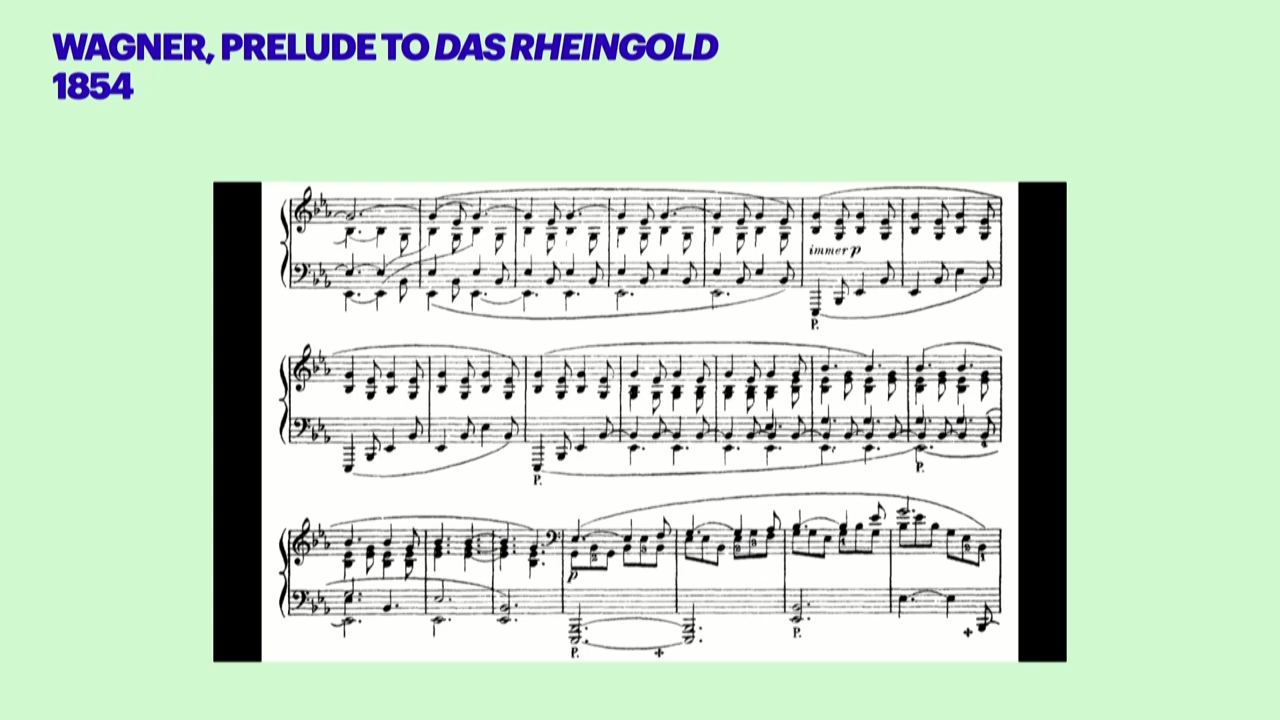 WAGNER, PRELUDE TO DAS RHEINGOLD
1854
immer p
P.
P.
P.
p
P.
P.